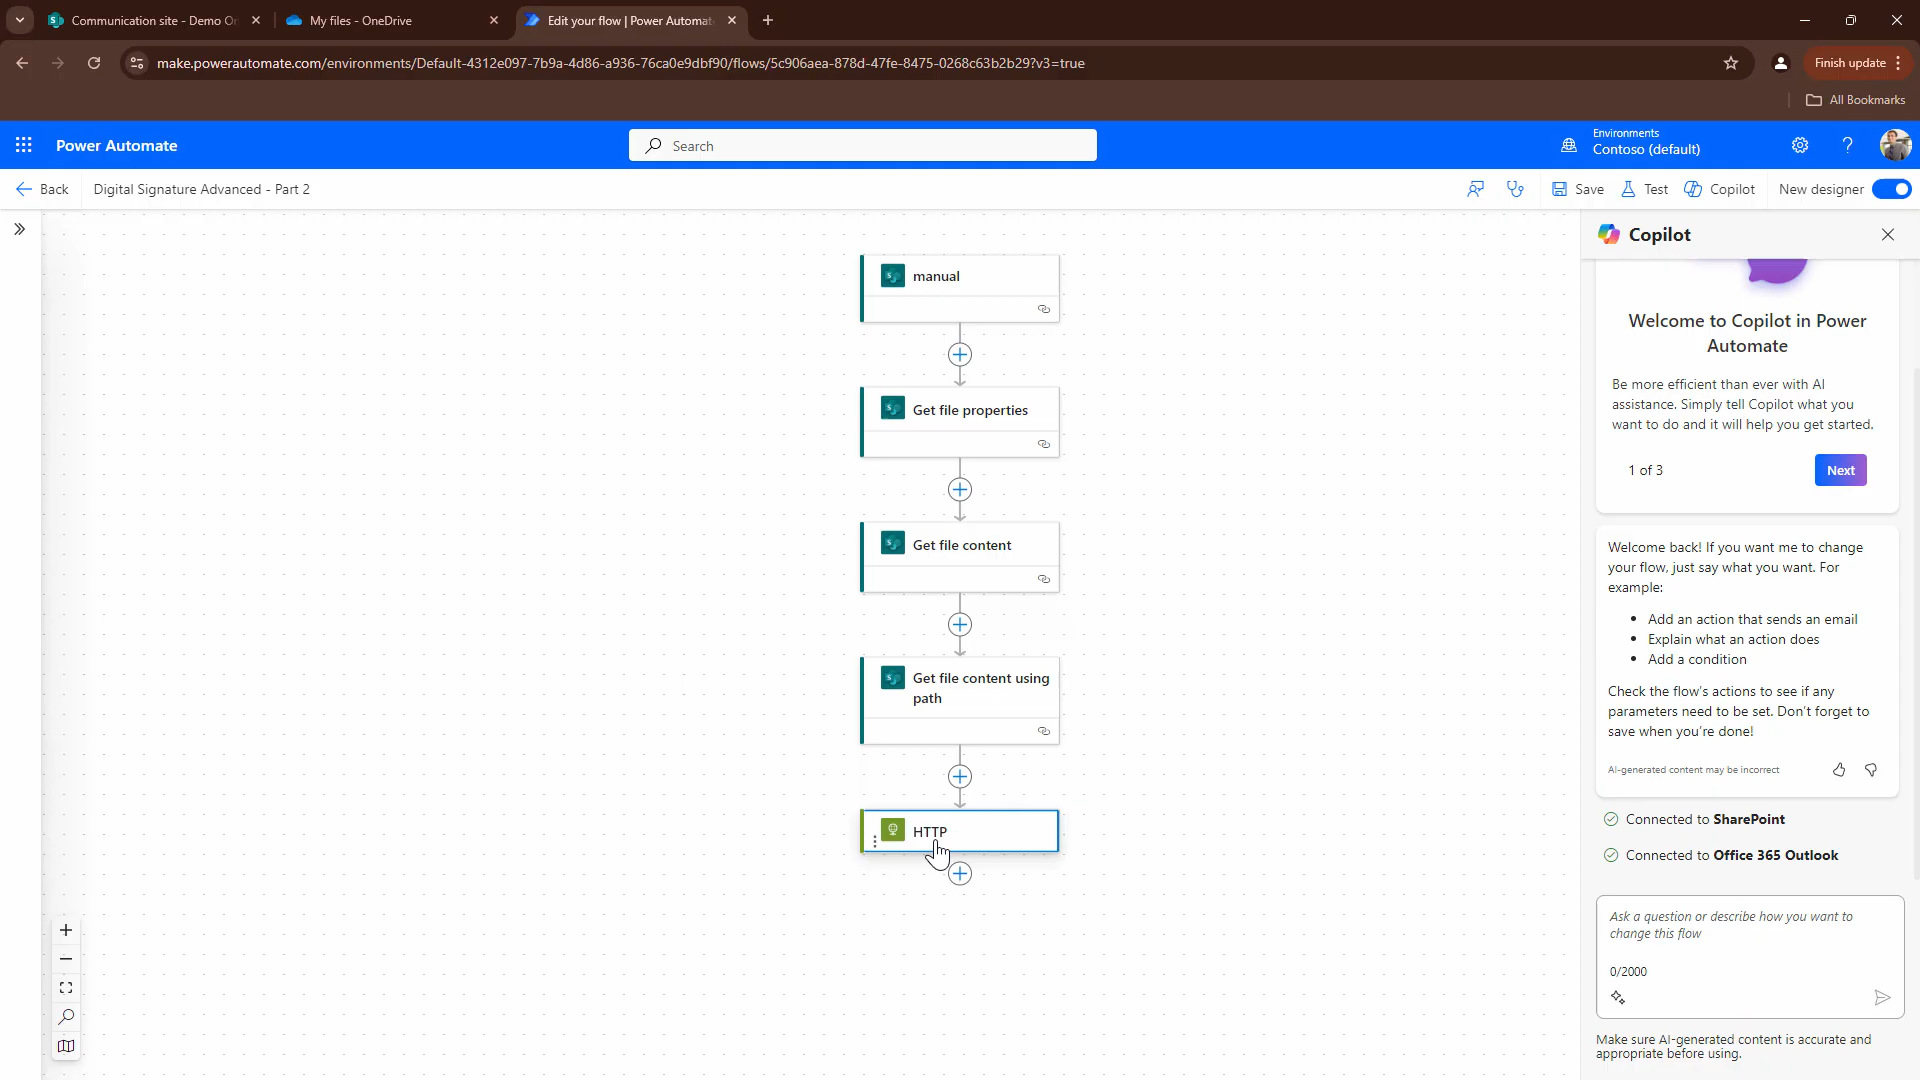 Communication site - Demo O
My files - OneDrive
Edit your flow | Power Automat
make.powerautomate.com/environments/Default-4312e097-7b9a-4d86-a936-76ca0e9dbf90/flows/5c906aea-878d-47fe-8475-0268c63b2b29?v3=true
Finish update
All Bookmarks
Power Automate
Search
Environments
Contoso (default)
Back
Digital Signature Advanced - Part 2
Save
Test
Copilot
New designer
manual
Get file properties
Get file content
Get file content using
path
HTTP
Copilot
Welcome to Copilot in Power
Automate
Be more efficient than ever with AI
assistance. Simply tell Copilot what you
want to do and it will help you get started.
1 of 3
Next
Welcome back! If you want me to change
your flow, just say what you want. For
example:
• Add an action that sends an email
• Explain what an action does
• Add a condition
Check the flow's actions to see if any
parameters need to be set. Don't forget to
save when you're done!
AI-generated content may be incorrect
Connected to SharePoint
Connected to Office 365 Outlook
Ask a question or describe how you want to
change this flow
0/2000
Make sure AI-generated content is accurate and
appropriate before using.